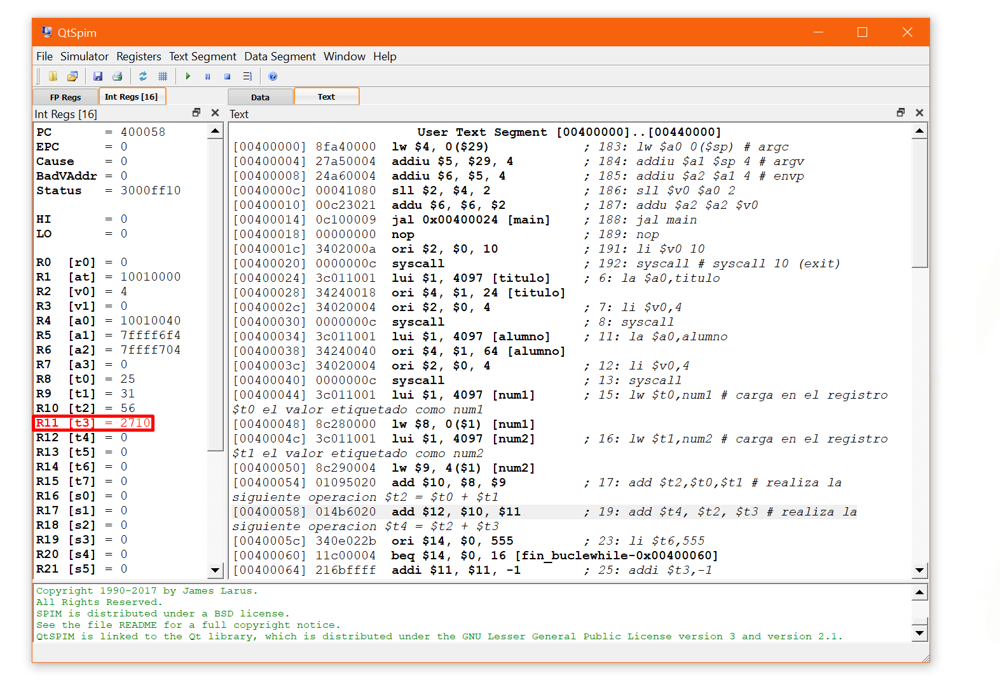 QtSpim
File Simulator Registers Text Segment Data Segment Window Help
FP Regs Int Regs [16] Data Text
Int Regs [16]
PC = 400058
EPC = 0
Cause = 0
BadVAddr = 0
Status = 3000ff10
HI = 0
LO = 0
R0 [r0] = 0
R1 [at] = 10010000
R2 [v0] = 4
R3 [v1] = 0
R4 [a0] = 10010040
R5 [a1] = 7ffff6f4
R6 [a2] = 7ffff704
R7 [a3] = 0
R8 [t0] = 25
R9 [t1] = 31
R10 [t2] = 56
R11 [t3] = 2710
R12 [t4] = 0
R13 [t5] = 0
R14 [t6] = 0
R15 [t7] = 0
R16 [s0] = 0
R17 [s1] = 0
R18 [s2] = 0
R19 [s3] = 0
R20 [s4] = 0
R21 [s5] = 0
Text
User Text Segment [00400000]..[00440000]
[00400000] 8fa40000 lw $4, 0($29) ; 183: lw $a0 0($sp) # argc
[00400004] 27a50004 addiu $5, $29, 4 ; 184: addiu $a1 $sp 4 # argv
[00400008] 24a60004 addiu $6, $5, 4 ; 185: addiu $a2 $a1 4 # envp
[0040000c] 00041080 sll $2, $4, 2 ; 186: sll $v0 $a0 2
[00400010] 00c23021 addu $6, $6, $2 ; 187: addu $a2 $a2 $v0
[00400014] 0c100009 jal 0x00400024 [main] ; 188: jal main
[00400018] 00000000 nop ; 189: nop
[0040001c] 3402000a ori $2, $0, 10 ; 191: li $v0 10
[00400020] 0000000c syscall ; 192: syscall # syscall 10 (exit)
[00400024] 3c011001 lui $1, 4097 [titulo] ; 6: la $a0,titulo
[00400028] 34240018 ori $4, $1, 24 [titulo]
[0040002c] 34020004 ori $2, $0, 4 ; 7: li $v0,4
[00400030] 0000000c syscall ; 8: syscall
[00400034] 3c011001 lui $1, 4097 [alumno] ; 11: la $a0,alumno
[00400038] 34240040 ori $4, $1, 64 [alumno]
[0040003c] 34020004 ori $2, $0, 4 ; 12: li $v0,4
[00400040] 0000000c syscall ; 13: syscall
[00400044] 3c011001 lui $1, 4097 [num1] ; 15: lw $t0,num1 # carga en el registro
$t0 el valor etiquetado como num1
[00400048] 8c280000 lw $8, 0($1) [num1]
[0040004c] 3c011001 lui $1, 4097 [num2] ; 16: lw $t1,num2 # carga en el registro
$t1 el valor etiquetado como num2
[00400050] 8c290004 lw $9, 4($1) [num2]
[00400054] 01095020 add $10, $8, $9 ; 17: add $t2,$t0,$t1 # realiza la
siguiente operacion $t2 = $t0 + $t1
[00400058] 014b6020 add $12, $10, $11 ; 19: add $t4, $t2, $t3 # realiza la
siguiente operacion $t4 = $t2 + $t3
[0040005c] 340e022b ori $14, $0, 555 ; 23: li $t6,555
[00400060] 11c00004 beq $14, $0, 16 [fin_buclewhile-0x00400060]
[00400064] 216bffff addi $11, $11, -1 ; 25: addi $t3,-1
Copyright 1990-2017 by James Larus.
All Rights Reserved.
SPIM is distributed under a BSD license.
See the file README for a full copyright notice.
QtSPIM is linked to the Qt library, which is distributed under the GNU Lesser General Public License version 3 and version 2.1.